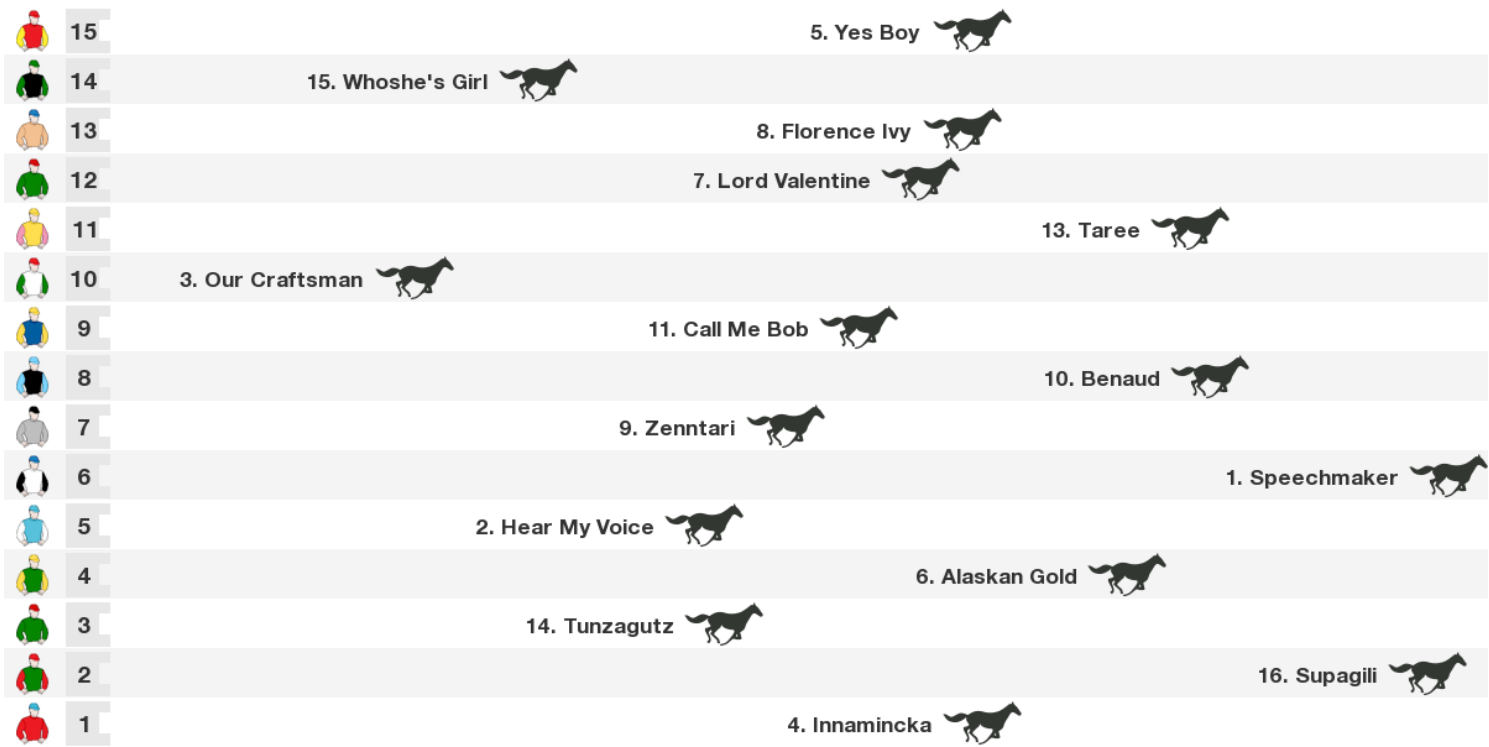 15 5. Yes Boy
14 15. Whoshe's Girl
13 8. Florence Ivy
12 7. Lord Valentine
11 13. Taree
10 3. Our Craftsman
9 11. Call Me Bob
8 10. Benaud
7 9. Zenntari
6 1. Speechmaker
5 2. Hear My Voice
4 6. Alaskan Gold
3 14. Tunzagutz
2 16. Supagili
1 4. Innamincka